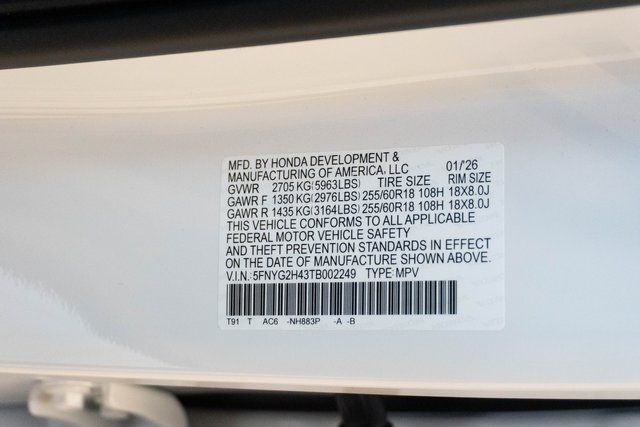 MFD. BY HONDA DEVELOPMENT &
MANUFACTURING OF AMERICA, LLC 01/'26
GVWR 2705 KG(5963LBS) TIRE SIZE RIM SIZE
GAWR F 1350 KG(2976LBS) 255/60R18 108H 18X8.0J
GAWR R 1435 KG(3164LBS) 255/60R18 108H 18X8.0J
THIS VEHICLE CONFORMS TO ALL APPLICABLE
FEDERAL MOTOR VEHICLE SAFETY
AND THEFT PREVENTION STANDARDS IN EFFECT
ON THE DATE OF MANUFACTURE SHOWN ABOVE.
V.I.N.: 5FNYG2H43TB002249 TYPE: MPV
T91 T AC6 -NH883P -A -B